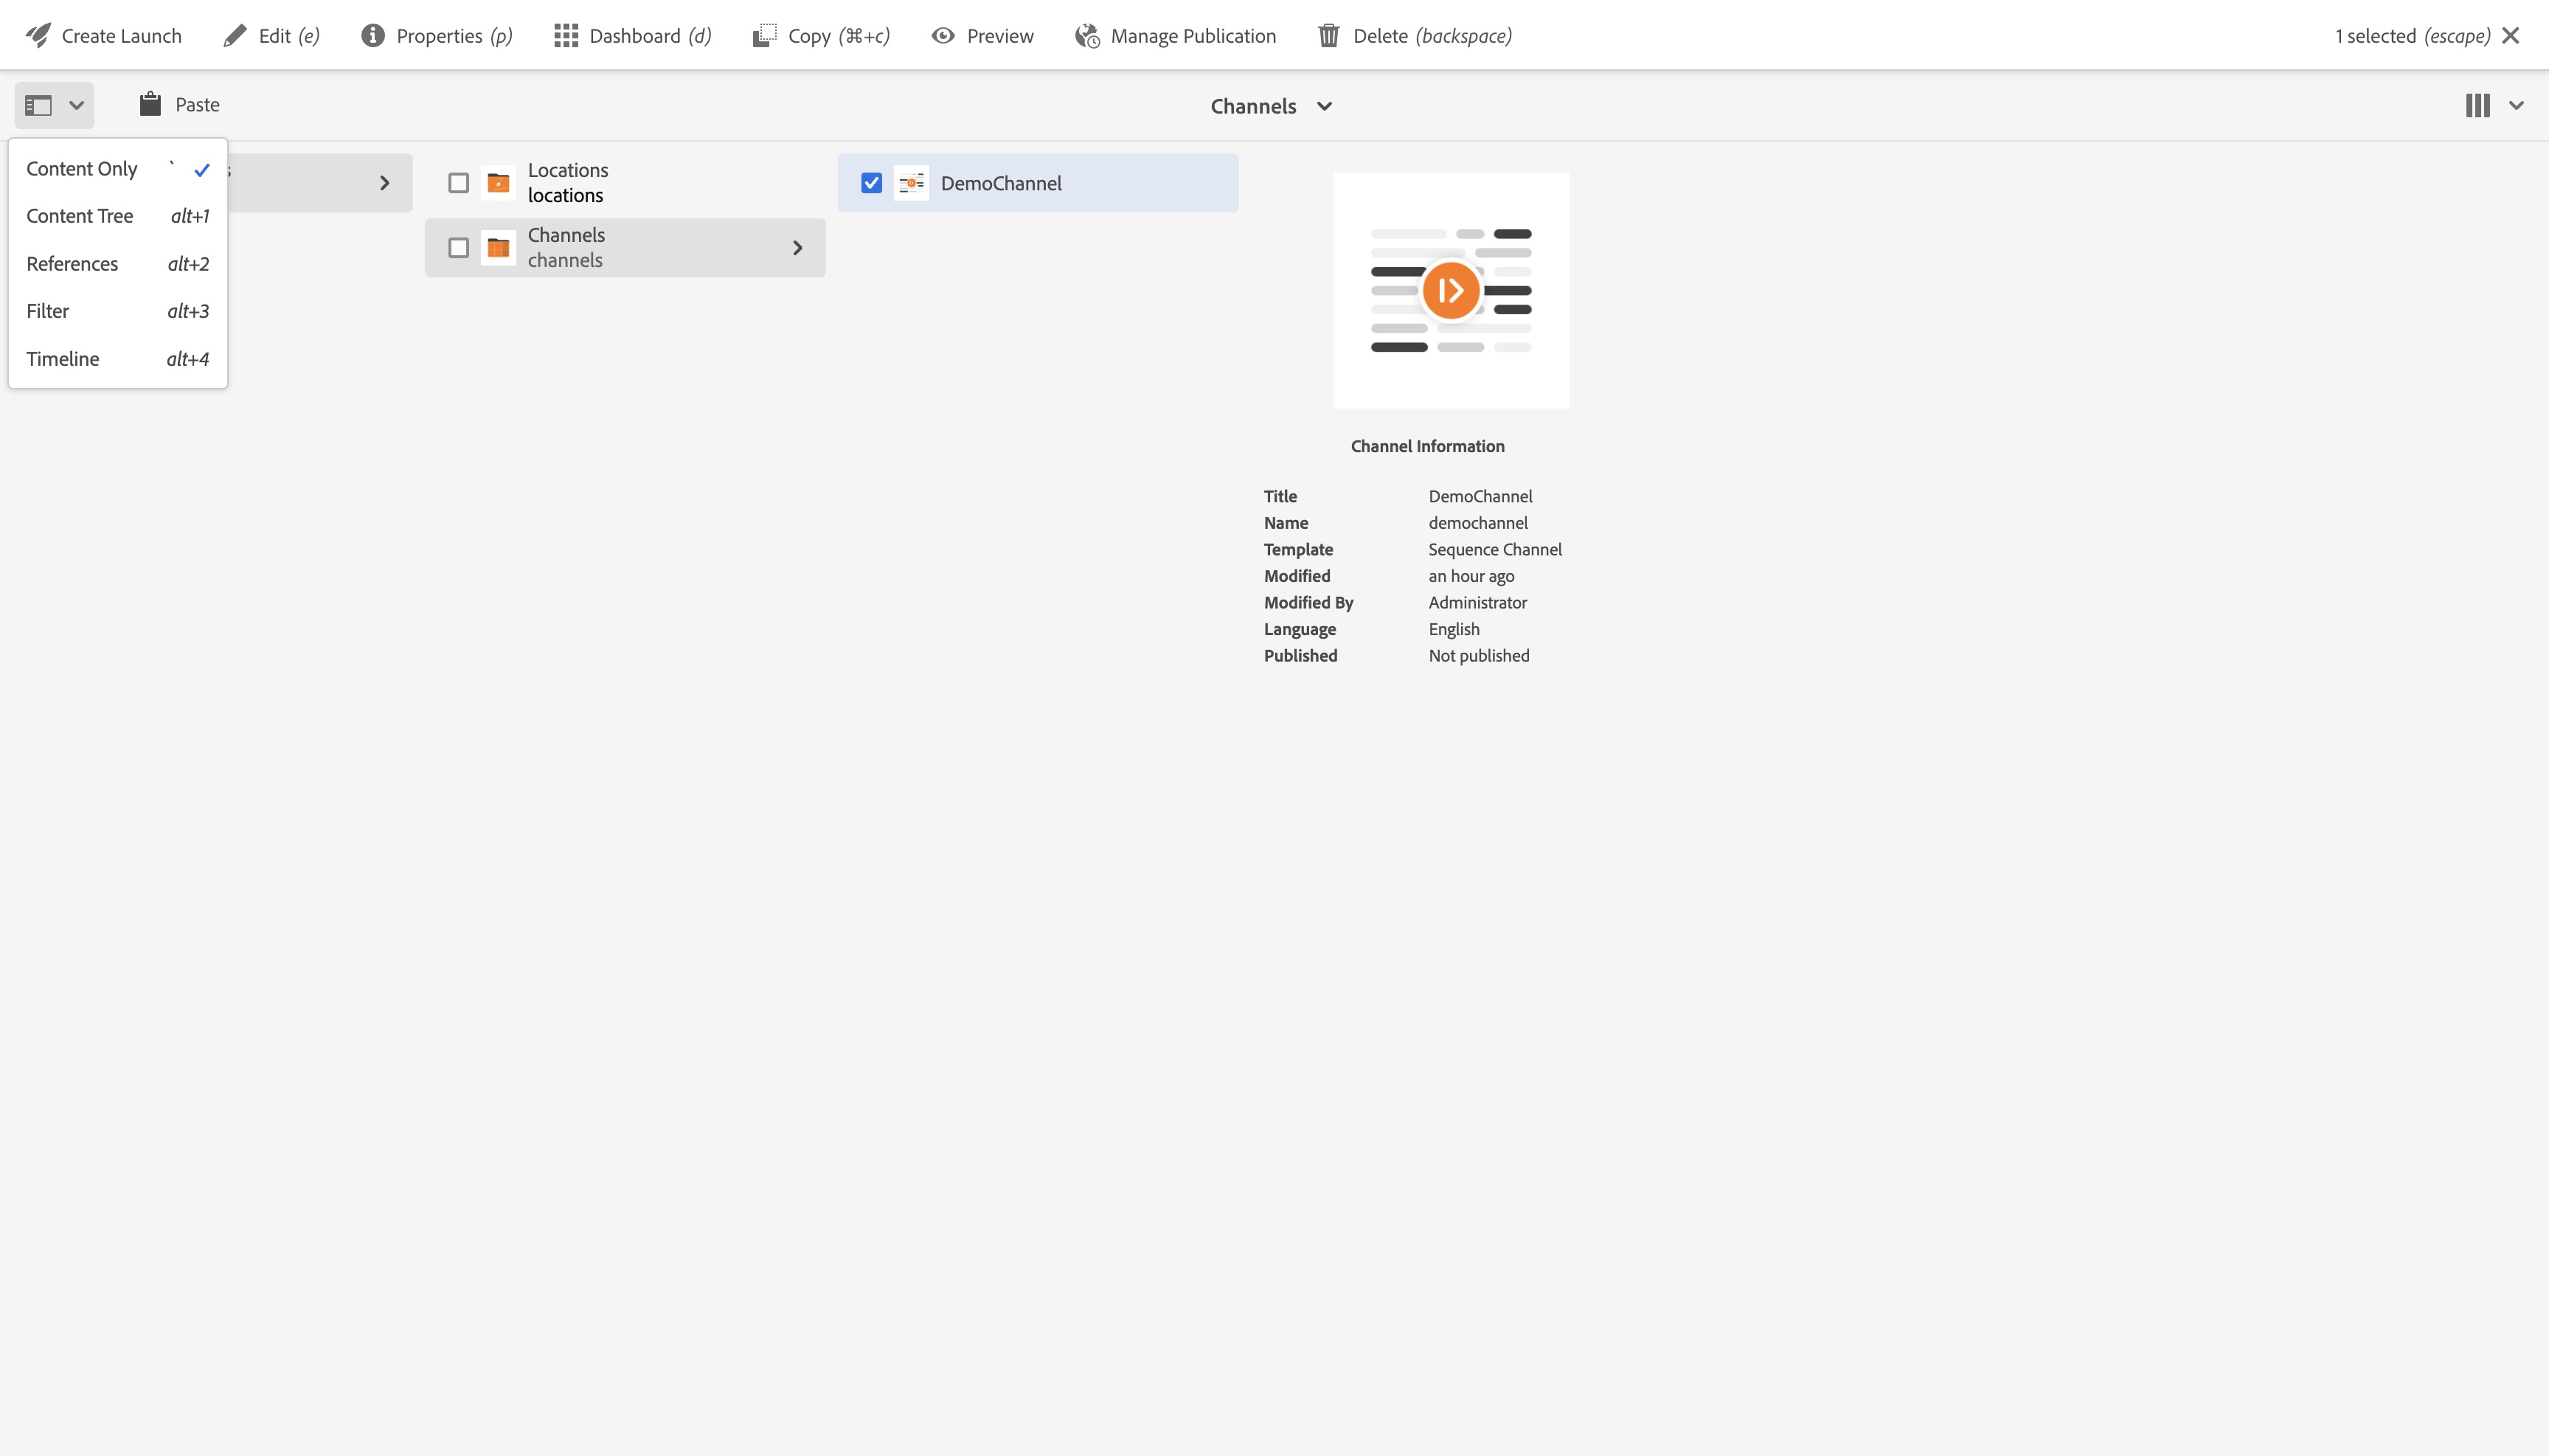 Create Launch Edit (e) Properties (p) Dashboard (d) Copy (⌘+c) Preview Manage Publication Delete (backspace) 1 selected (escape)
Paste Channels
Content Only `
Content Tree alt+1
References alt+2
Filter alt+3
Timeline alt+4
Locations
locations
Channels
channels
DemoChannel
Channel Information
Title DemoChannel
Name demochannel
Template Sequence Channel
Modified an hour ago
Modified By Administrator
Language English
Published Not published